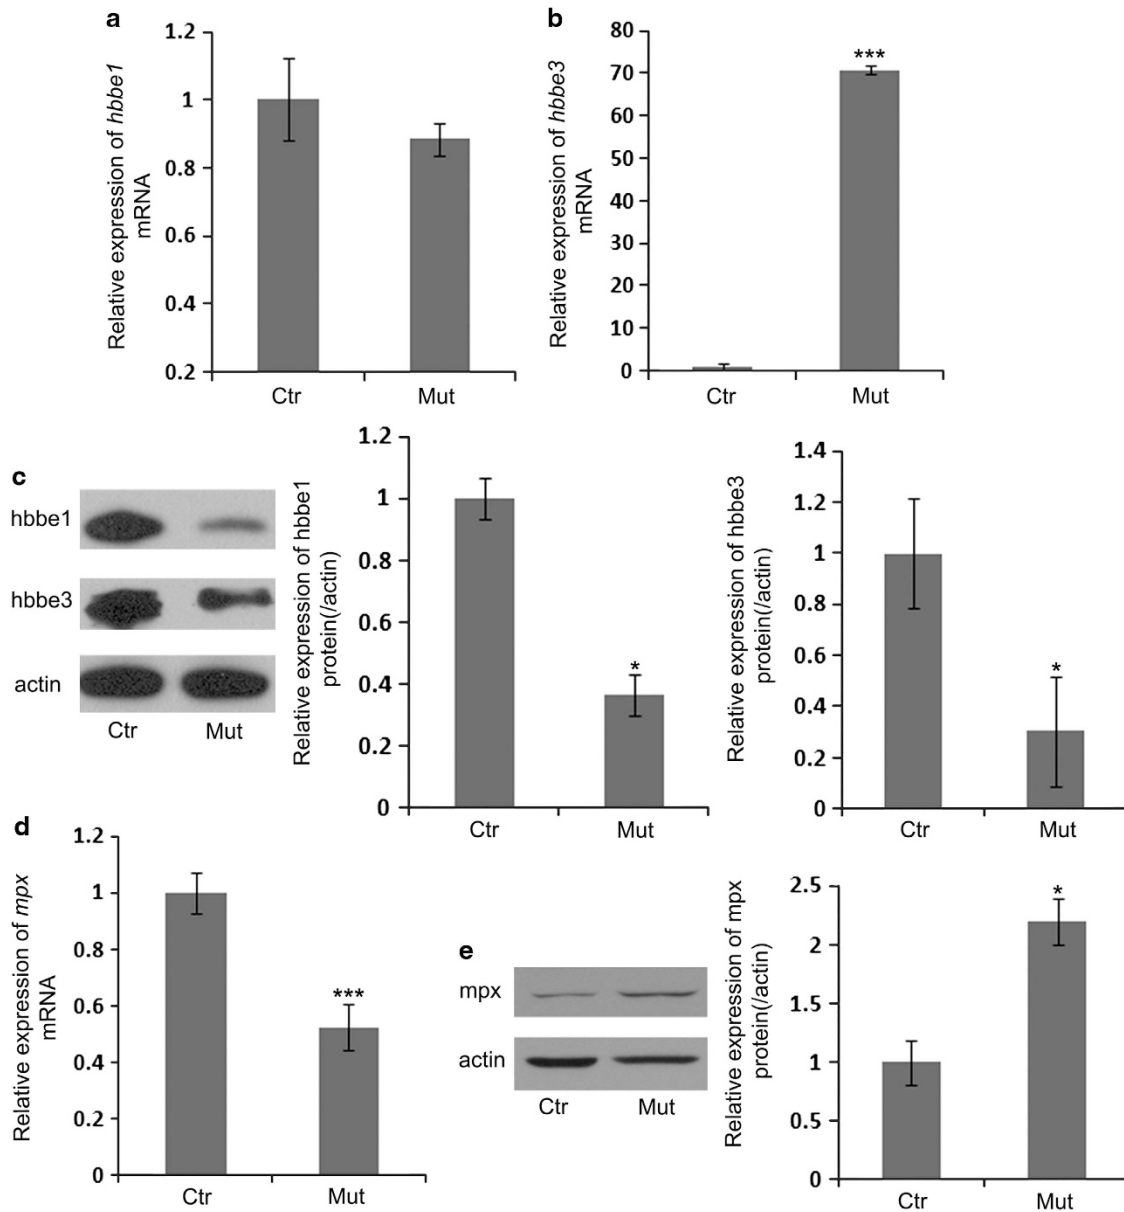 a
Relative expression of hbbe1
mRNA
1.2
1
0.8
0.6
0.4
0.2
Ctr
Mut
b
Relative expression of hbbe3
mRNA
80
70
60
50
40
30
20
10
0
***
Ctr
Mut
c
hbbe1
hbbe3
actin
Ctr
Mut
Relative expression of hbbe1
protein(/actin)
1.2
1
0.8
0.6
0.4
0.2
0
*
Ctr
Mut
Relative expression of hbbe3
protein(/actin)
1.4
1.2
1
0.8
0.6
0.4
0.2
0
*
Ctr
Mut
d
Relative expression of mpx
mRNA
1.2
1
0.8
0.6
0.4
0.2
0
***
Ctr
Mut
e
mpx
actin
Ctr
Mut
Relative expression of mpx
protein(/actin)
2.5
2
1.5
1
0.5
0
*
Ctr
Mut